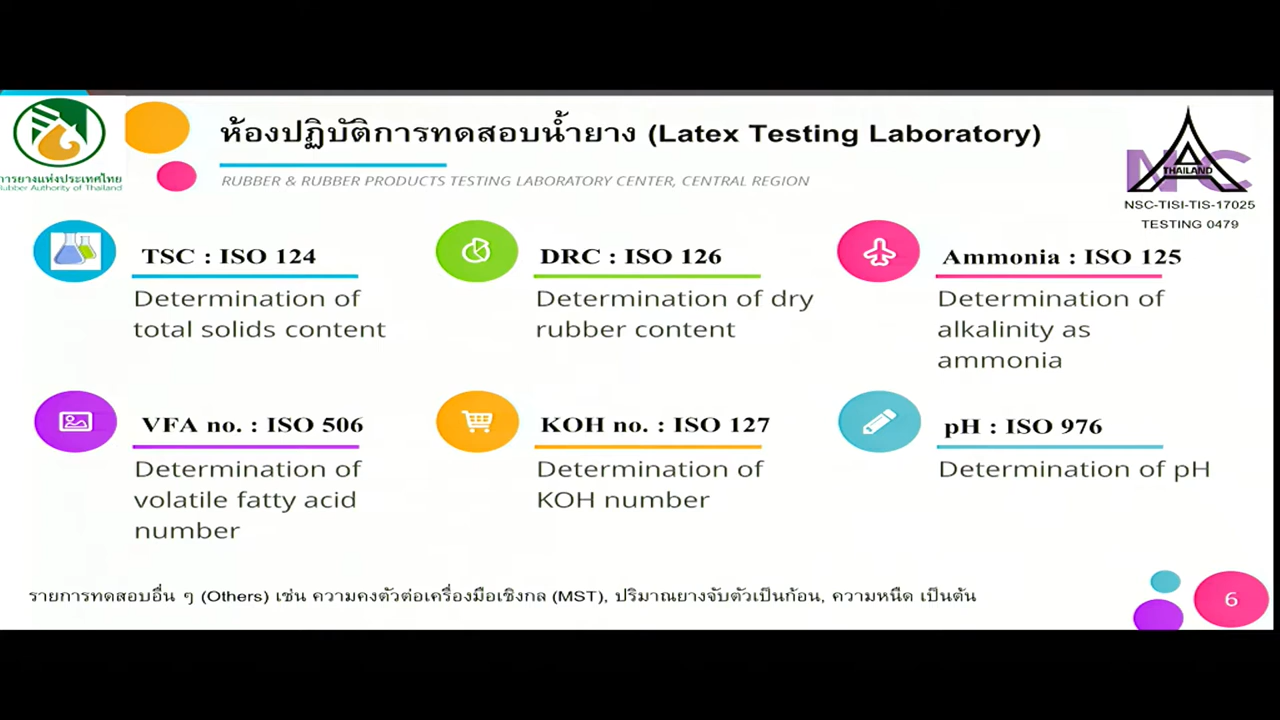 ห้องปฏิบัติการทดสอบน้ำยาง (Latex Testing Laboratory)
RUBBER & RUBBER PRODUCTS TESTING LABORATORY CENTER, CENTRAL REGION
การยางแห่งประเทศไทย
Rubber Authority of Thailand
NAC
THAILAND
NSC-TISI-TIS-17025
TESTING 0479
TSC : ISO 124
Determination of
total solids content
DRC : ISO 126
Determination of dry
rubber content
Ammonia : ISO 125
Determination of
alkalinity as
ammonia
VFA no. : ISO 506
Determination of
volatile fatty acid
number
KOH no. : ISO 127
Determination of
KOH number
pH : ISO 976
Determination of pH
รายการทดสอบอื่น ๆ (Others) เช่น ความคงตัวต่อเครื่องมือเชิงกล (MST), ปริมาณยางจับตัวเป็นก้อน, ความหนืด เป็นต้น
6